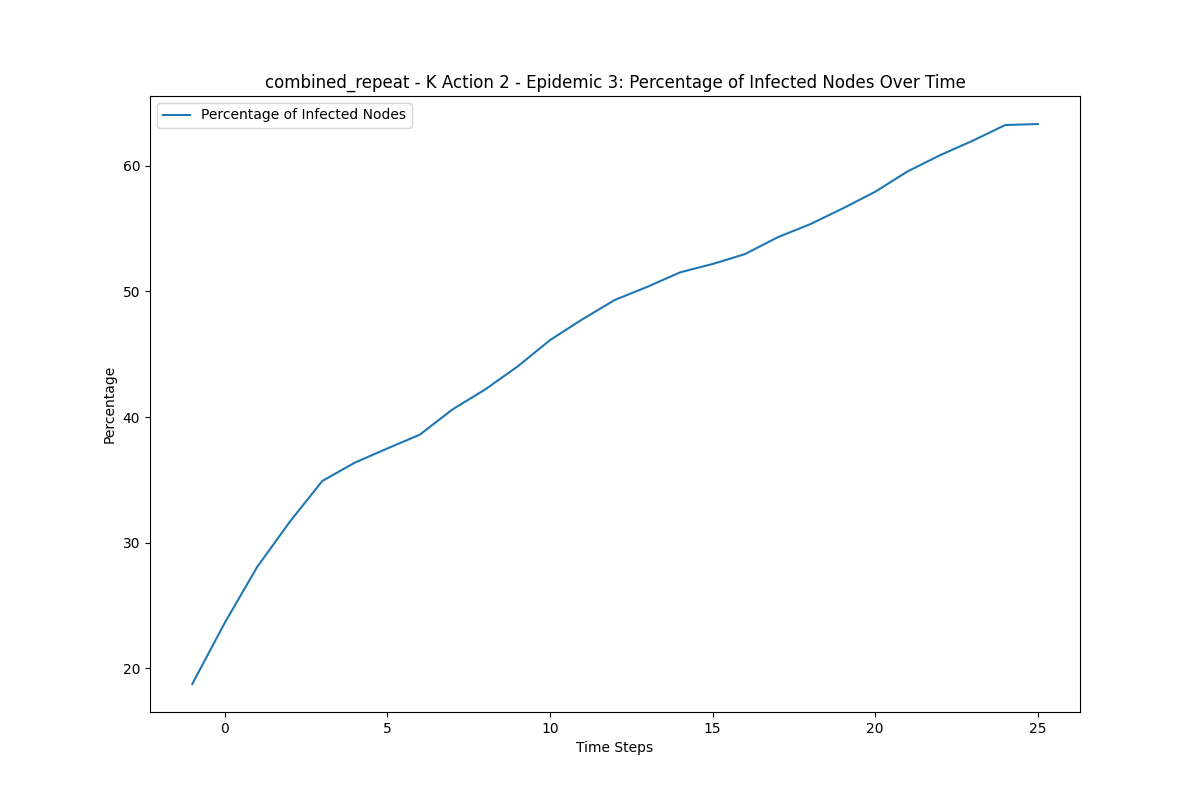 combined_repeat - K Action 2 - Epidemic 3: Percentage of Infected Nodes Over Time
Percentage of Infected Nodes
60
50
40
30
20
Percentage
0 5 10 15 20 25
Time Steps